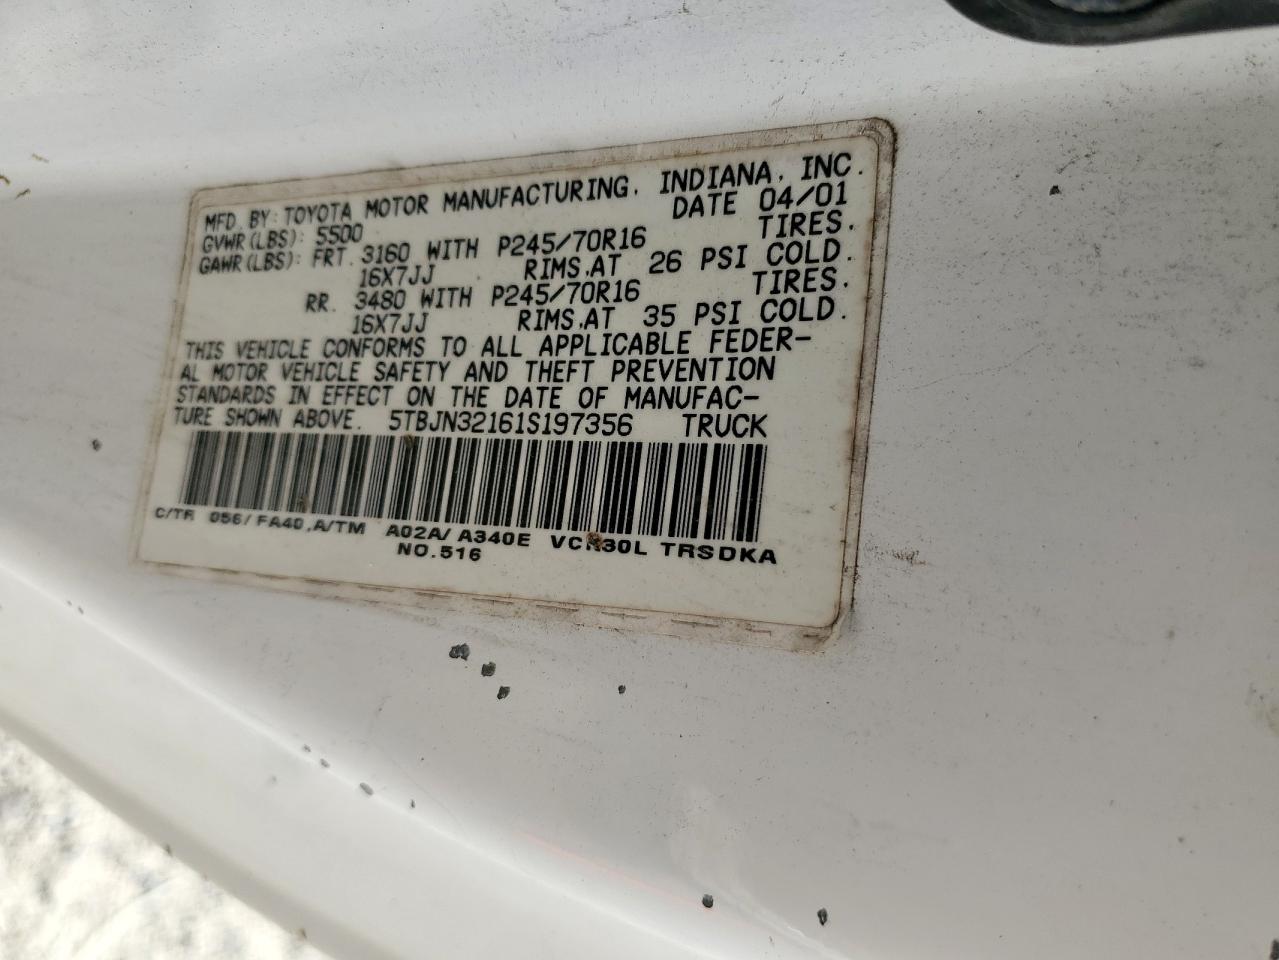 MFD. BY: TOYOTA MOTOR MANUFACTURING, INDIANA, INC.
GVWR(LBS): 5500 DATE 04/01
GAWR(LBS): FRT. 3160 WITH P245/70R16 TIRES.
16X7JJ RIMS.AT 26 PSI COLD.
RR. 3480 WITH P245/70R16 TIRES.
16X7JJ RIMS.AT 35 PSI COLD.
THIS VEHICLE CONFORMS TO ALL APPLICABLE FEDER-
AL MOTOR VEHICLE SAFETY AND THEFT PREVENTION
STANDARDS IN EFFECT ON THE DATE OF MANUFAC-
TURE SHOWN ABOVE. 5TBJN32161S197356 TRUCK
C/TR 056/FA40,A/TM A02A/A340E TRSDKA
NO.516